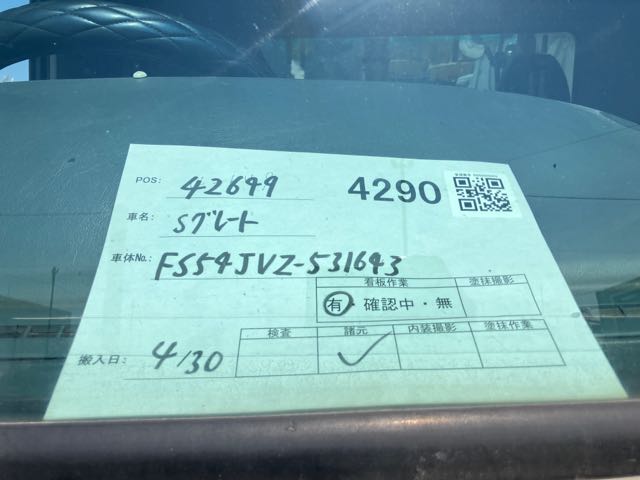 POS: 42649 4290
車名: Sグレート
車体No.: FS54JVZ-531643
看板作業 塗抹撮影
有・確認中・無
検査 諸元 内装撮影 塗抹作業
搬入日: 4/30